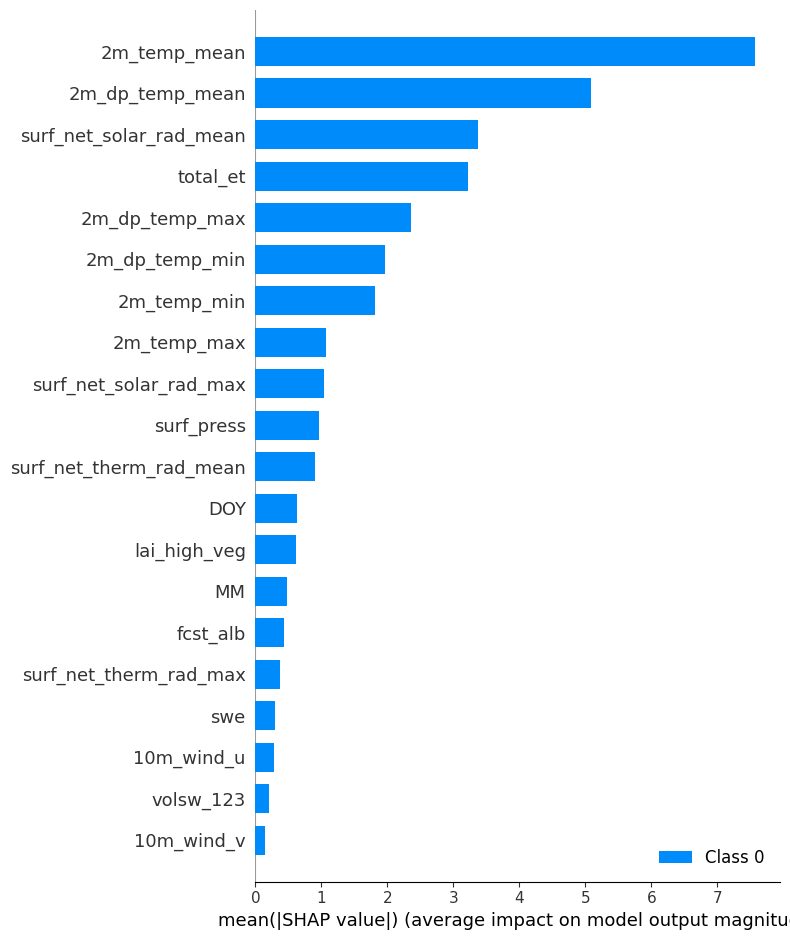 2m_temp_mean
2m_dp_temp_mean
surf_net_solar_rad_mean
total_et
2m_dp_temp_max
2m_dp_temp_min
2m_temp_min
2m_temp_max
surf_net_solar_rad_max
surf_press
surf_net_therm_rad_mean
DOY
lai_high_veg
MM
fcst_alb
surf_net_therm_rad_max
swe
10m_wind_u
volsw_123
10m_wind_v
Class 0
0 1 2 3 4 5 6 7
mean(|SHAP value|) (average impact on model output magnitu